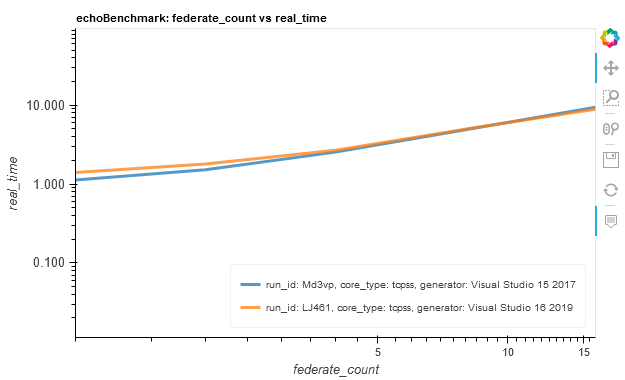 echoBenchmark: federate_count vs real_time
10.000
1.000
0.100
real_time
run_id: Md3vp, core_type: tcpss, generator: Visual Studio 15 2017
run_id: LJ461, core_type: tcpss, generator: Visual Studio 16 2019
5
10
15
federate_count